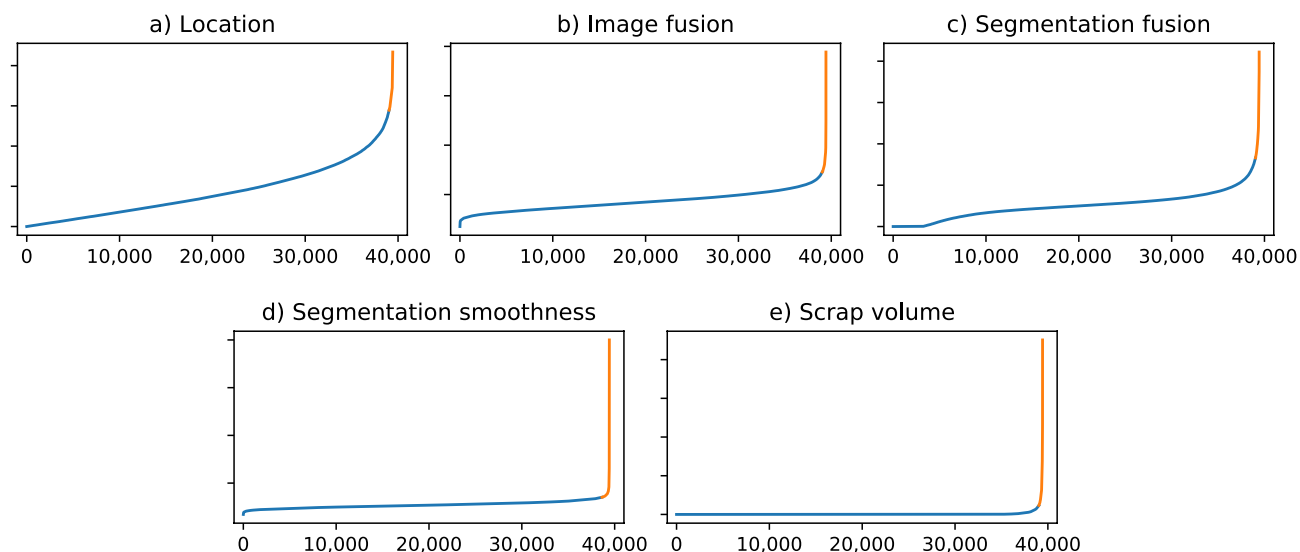 a) Location
b) Image fusion
c) Segmentation fusion
0 10,000 20,000 30,000 40,000
0 10,000 20,000 30,000 40,000
0 10,000 20,000 30,000 40,000
d) Segmentation smoothness
e) Scrap volume
0 10,000 20,000 30,000 40,000
0 10,000 20,000 30,000 40,000